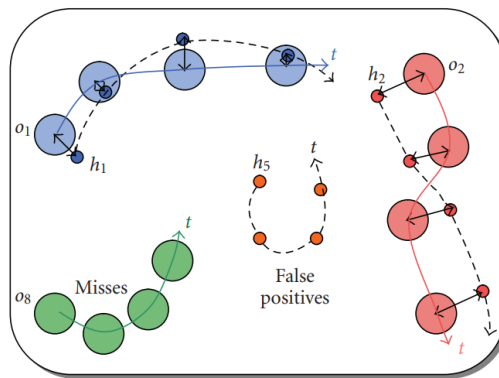 t
o1
h1
h2
o2
h5
t
o8
Misses
t
False
positives
t